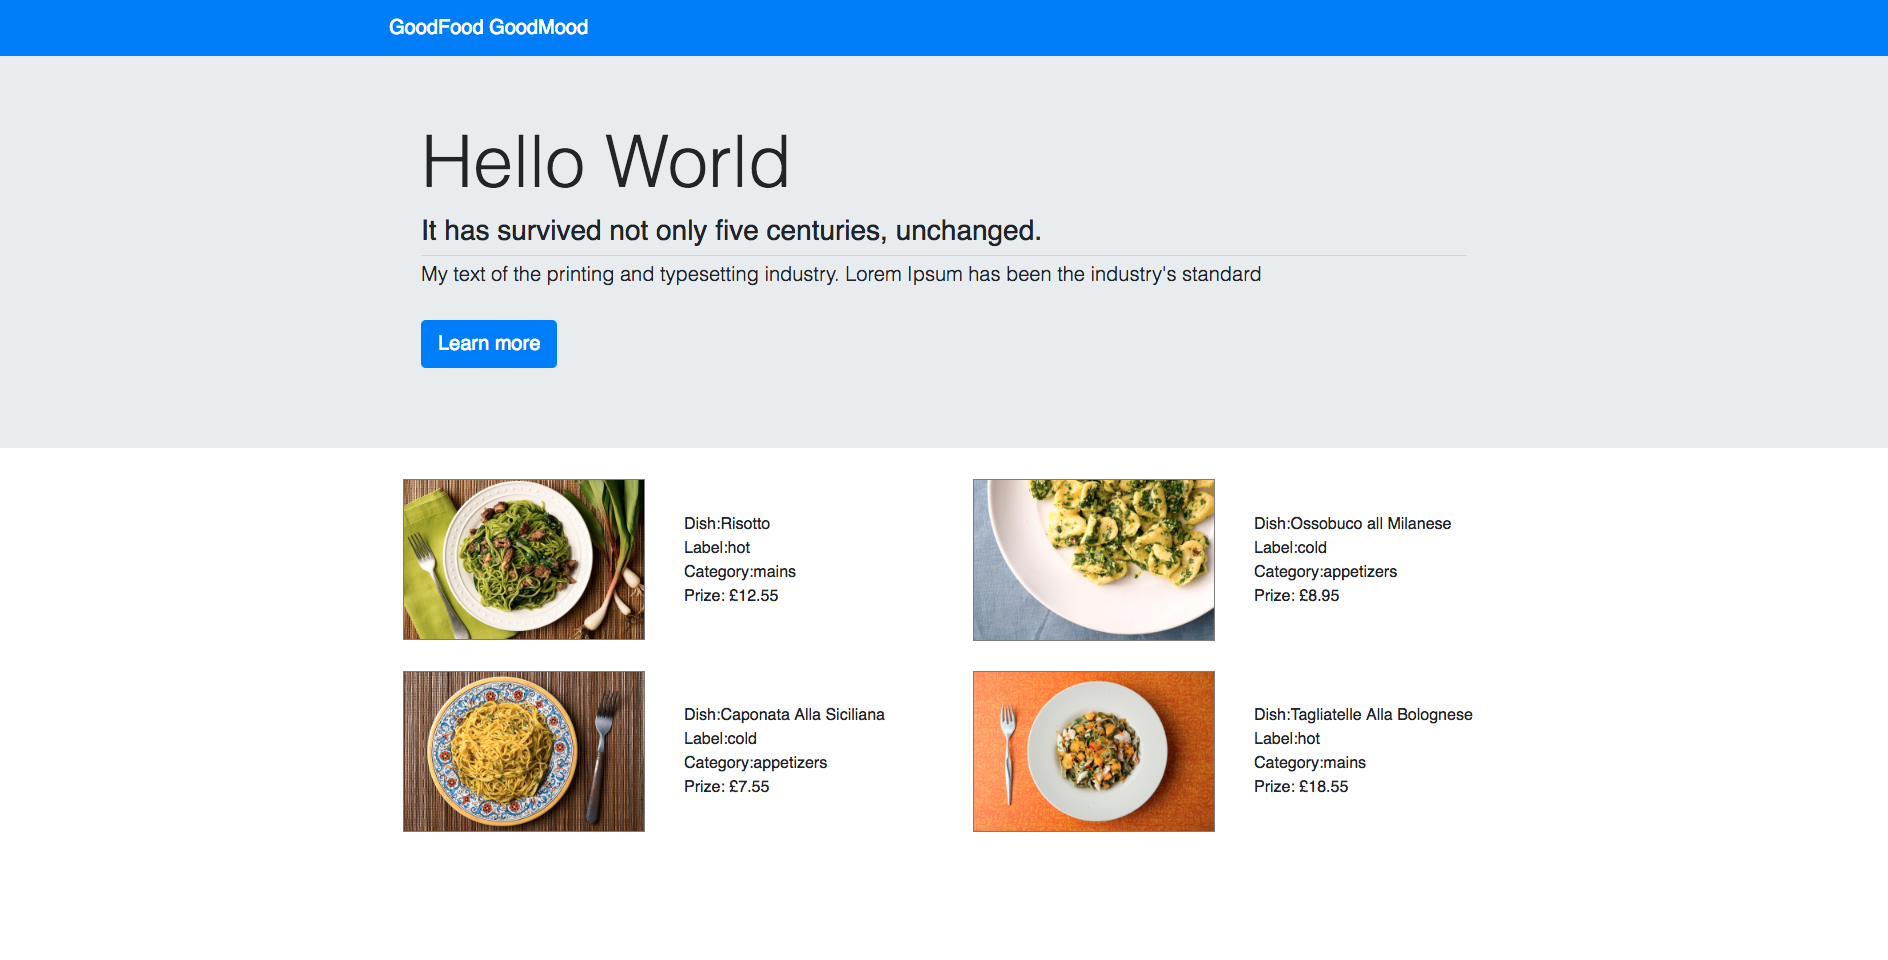 GoodFood GoodMood
Hello World
It has survived not only five centuries, unchanged.
My text of the printing and typesetting industry. Lorem Ipsum has been the industry's standard
Learn more
Dish:Risotto
Label:hot
Category:mains
Prize: £12.55
Dish:Ossobuco all Milanese
Label:cold
Category:appetizers
Prize: £8.95
Dish:Caponata Alla Siciliana
Label:cold
Category:appetizers
Prize: £7.55
Dish:Tagliatelle Alla Bolognese
Label:hot
Category:mains
Prize: £18.55